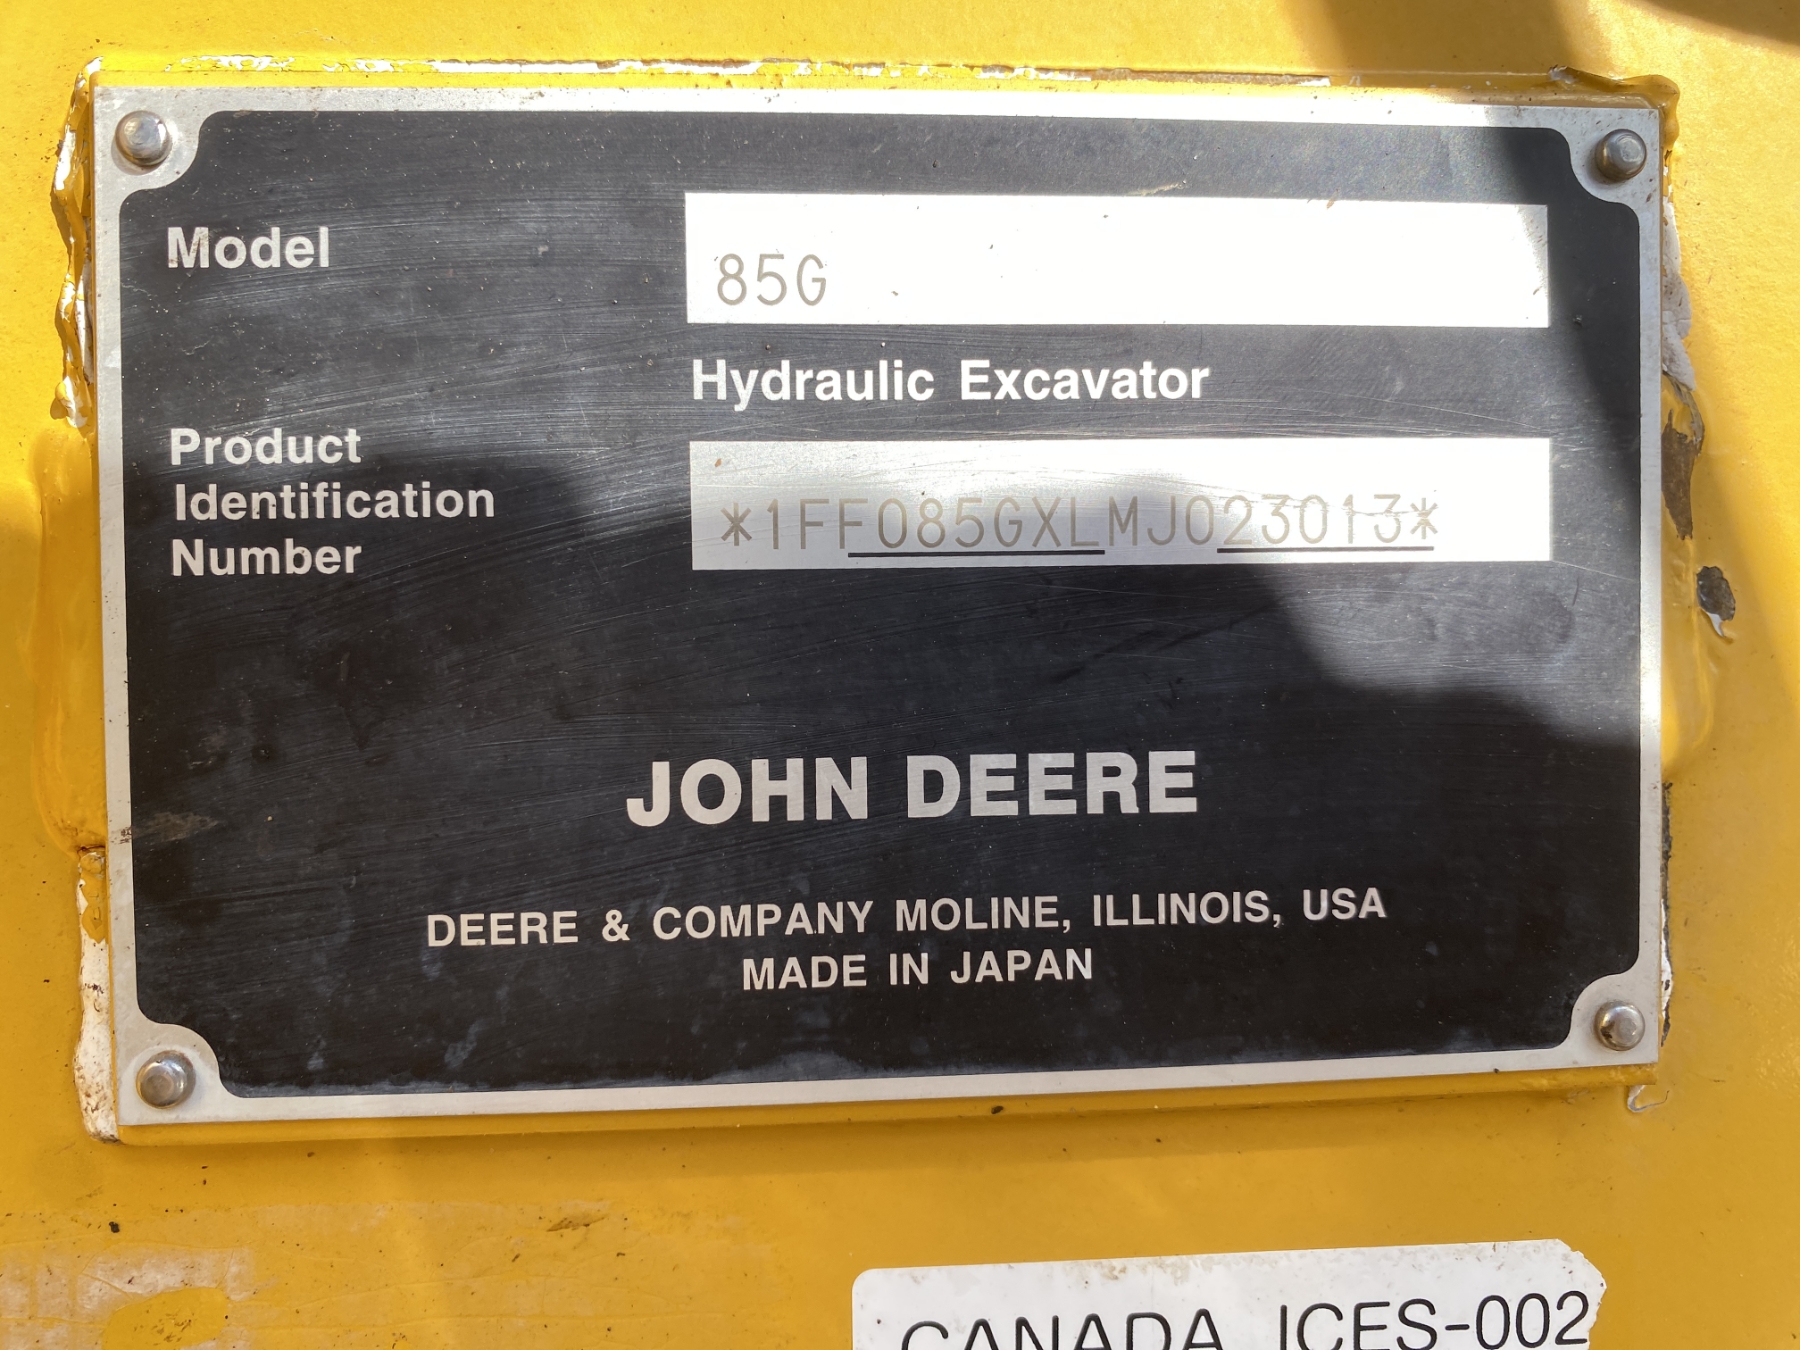 Model
85G
Hydraulic Excavator
Product
Identification
Number
*1FF085GXLMJ023013*
JOHN DEERE
DEERE & COMPANY MOLINE, ILLINOIS, USA
MADE IN JAPAN
CANADA ICES-002